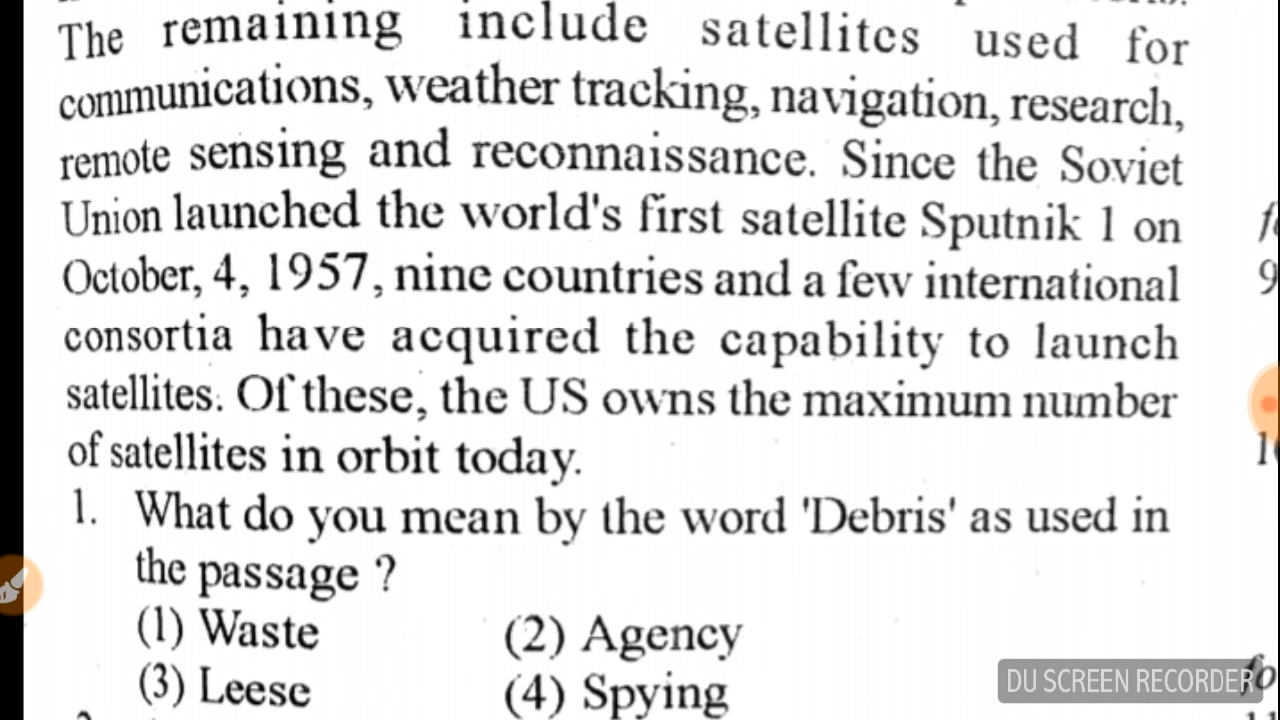 The remaining include satellites used for
communications, weather tracking, navigation, research,
remote sensing and reconnaissance. Since the Soviet
Union launched the world's first satellite Sputnik 1 on
October, 4, 1957, nine countries and a few international
consortia have acquired the capability to launch
satellites. Of these, the US owns the maximum number
of satellites in orbit today.
1. What do you mean by the word 'Debris' as used in
the passage ?
(1) Waste (2) Agency
(3) Leese (4) Spying
DU SCREEN RECORDER